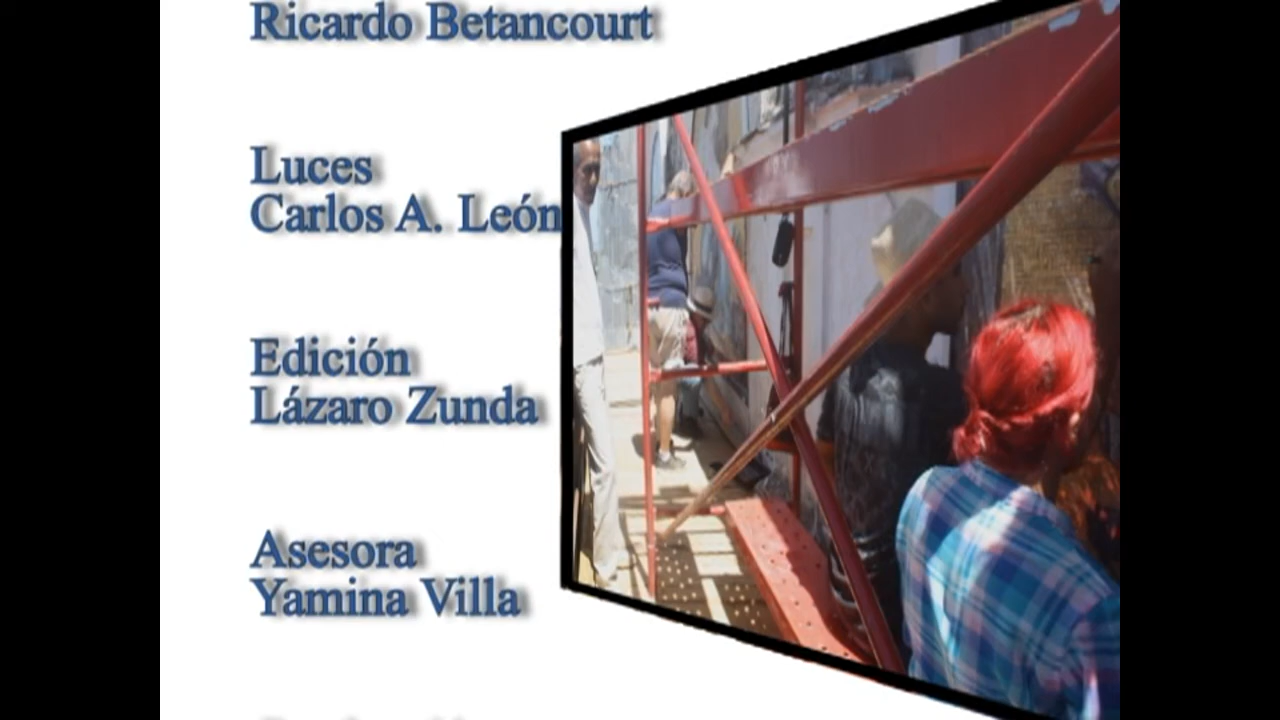 Ricardo Betancourt
Luces
Carlos A. León
Edición
Lázaro Zunda
Asesora
Yamina Villa